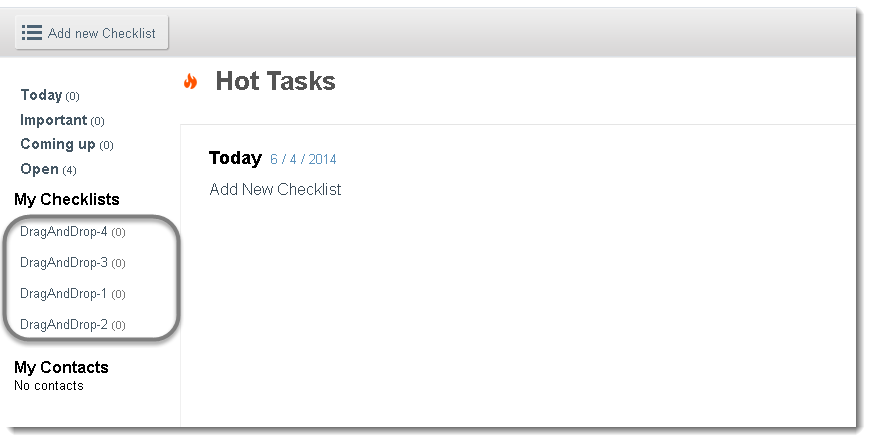 Add new Checklist
Hot Tasks
Today (0)
Important (0)
Coming up (0)
Open (4)
My Checklists
DragAndDrop-4 (0)
DragAndDrop-3 (0)
DragAndDrop-1 (0)
DragAndDrop-2 (0)
My Contacts
No contacts
Today 6 / 4 / 2014
Add New Checklist